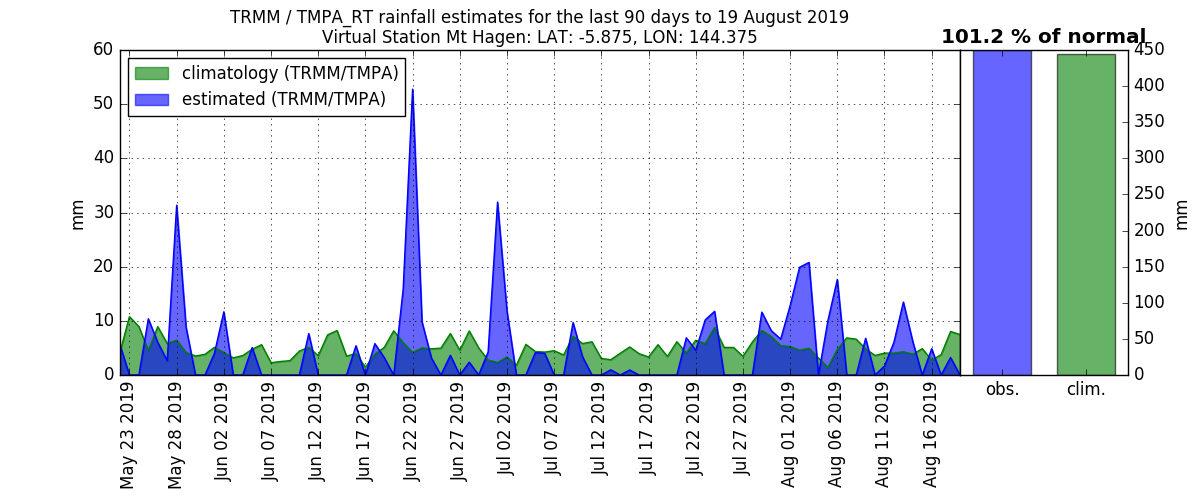 TRMM / TMPA_RT rainfall estimates for the last 90 days to 19 August 2019
Virtual Station Mt Hagen: LAT: -5.875, LON: 144.375
101.2 % of normal
climatology (TRMM/TMPA)
estimated (TRMM/TMPA)
60
50
40
30
20
10
0
mm
450
400
350
300
250
200
150
100
50
0
mm
May 23 2019
May 28 2019
Jun 02 2019
Jun 07 2019
Jun 12 2019
Jun 17 2019
Jun 22 2019
Jun 27 2019
Jul 02 2019
Jul 07 2019
Jul 12 2019
Jul 17 2019
Jul 22 2019
Jul 27 2019
Aug 01 2019
Aug 06 2019
Aug 11 2019
Aug 16 2019
obs.
clim.